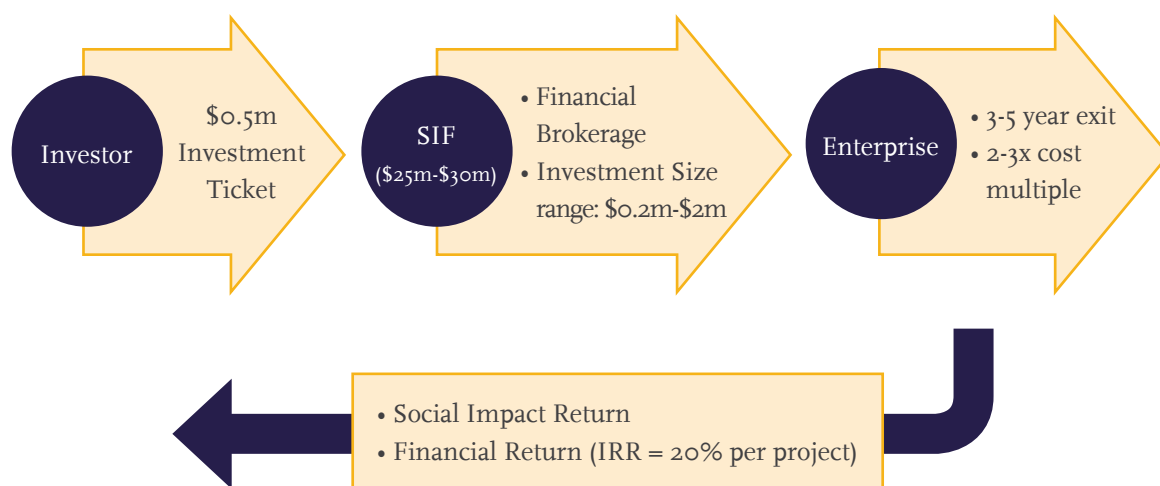 Investor
$0.5m
Investment
Ticket
SIF
($25m-$30m)
• Financial
Brokerage
• Investment Size
range: $0.2m-$2m
Enterprise
• 3-5 year exit
• 2-3x cost
multiple
• Social Impact Return
• Financial Return (IRR = 20% per project)